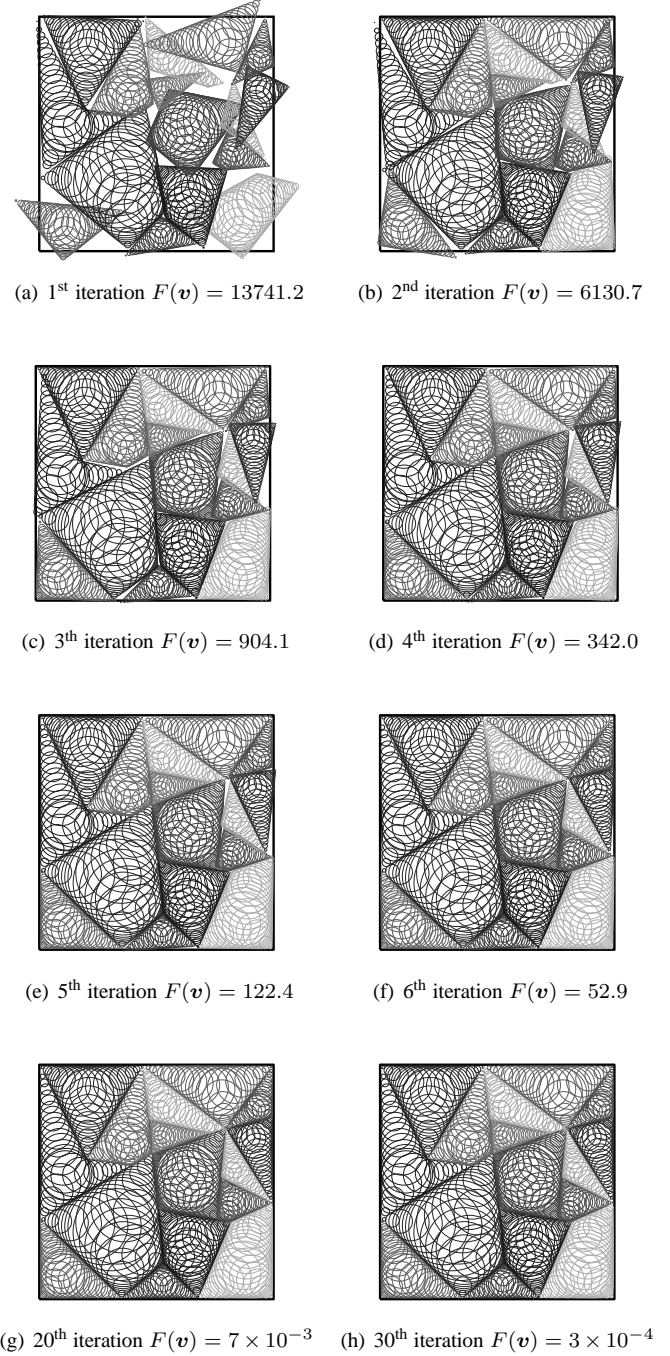 (a) 1st iteration F(v) = 13741.2
(b) 2nd iteration F(v) = 6130.7
(c) 3th iteration F(v) = 904.1
(d) 4th iteration F(v) = 342.0
(e) 5th iteration F(v) = 122.4
(f) 6th iteration F(v) = 52.9
(g) 20th iteration F(v) = 7 × 10−3
(h) 30th iteration F(v) = 3 × 10−4